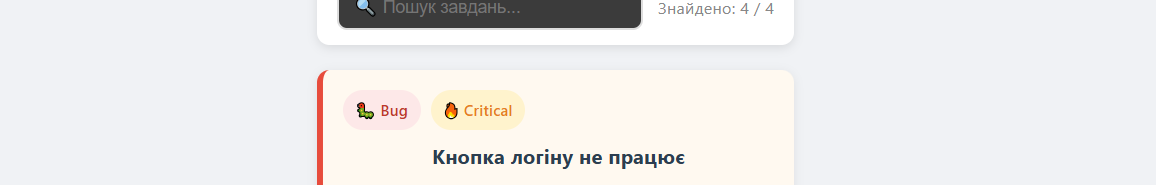 Пошук завдань...
Знайдено: 4 / 4
Bug
Critical
Кнопка логіну не працює